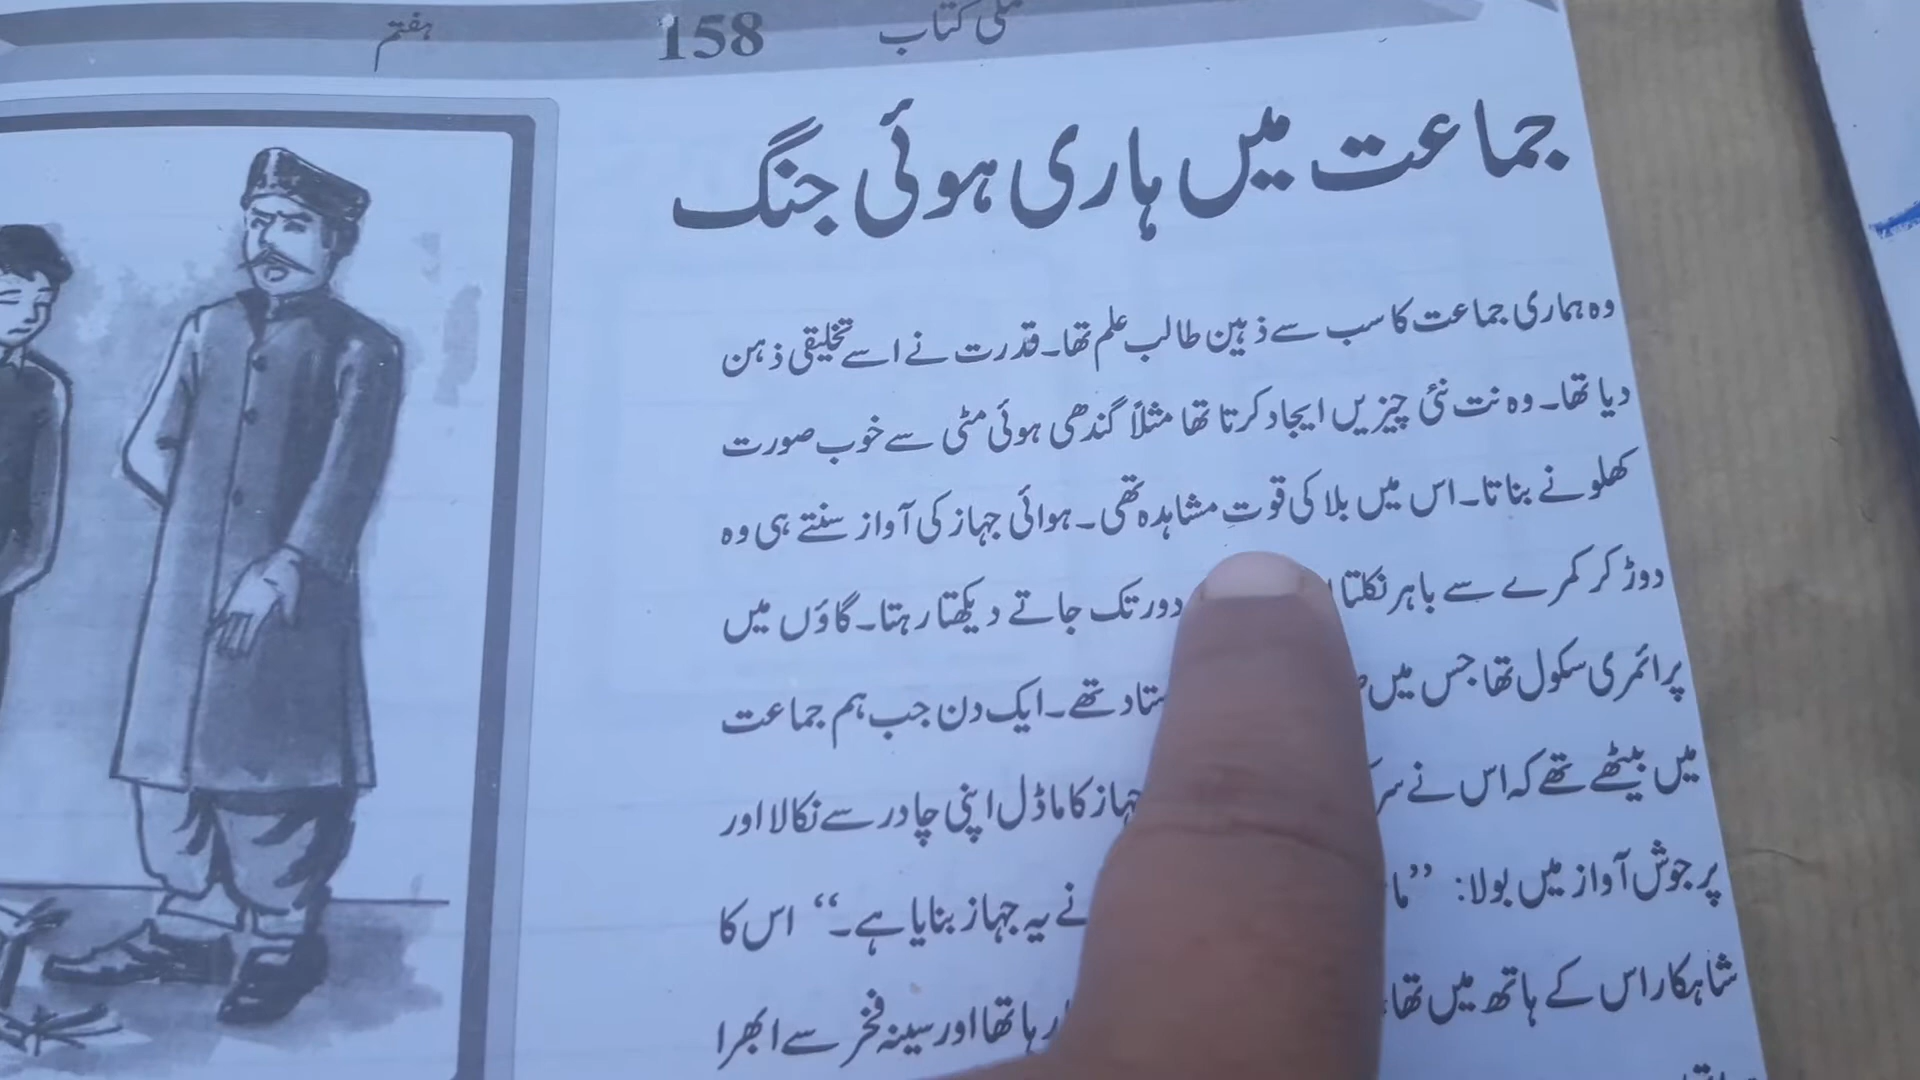 ملی کتاب 158 ہفتم
جماعت میں ہاری ہوئی جنگ
وہ ہماری جماعت کا سب سے ذہین طالب علم تھا۔ قدرت نے اسے تخلیقی ذہن
دیا تھا۔ وہ نت نئی چیزیں ایجاد کرتا تھا مثلاً گندھی ہوئی مٹی سے خوب صورت
کھلونے بناتا۔ اس میں بلا کی قوتِ مشاہدہ تھی۔ ہوائی جہاز کی آواز سنتے ہی وہ
دوڑ کر کمرے سے باہر نکلتا دور تک جاتے دیکھتا رہتا۔ گاؤں میں
پرائمری سکول تھا جس میں تھے۔ ایک دن جب ہم جماعت
میں بیٹھے تھے کہ اس نے کا ماڈل اپنی چادر سے نکالا اور
پر جوش آواز میں بولا: ’’ نے یہ جہاز بنایا ہے۔‘‘ اس کا
شاہکار اس کے ہاتھ میں تھا رہا تھا اور سینہ فخر سے ابھرا